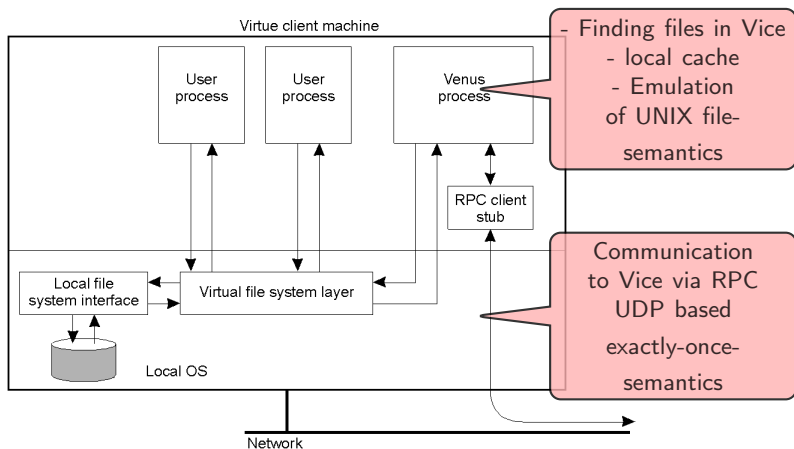 Virtue client machine
User
process
User
process
Venus
process
RPC client
stub
Local file
system interface
Virtual file system layer
Local OS
Network
- Finding files in Vice
- local cache
- Emulation
of UNIX file-
semantics
Communication
to Vice via RPC
UDP based
exactly-once-
semantics